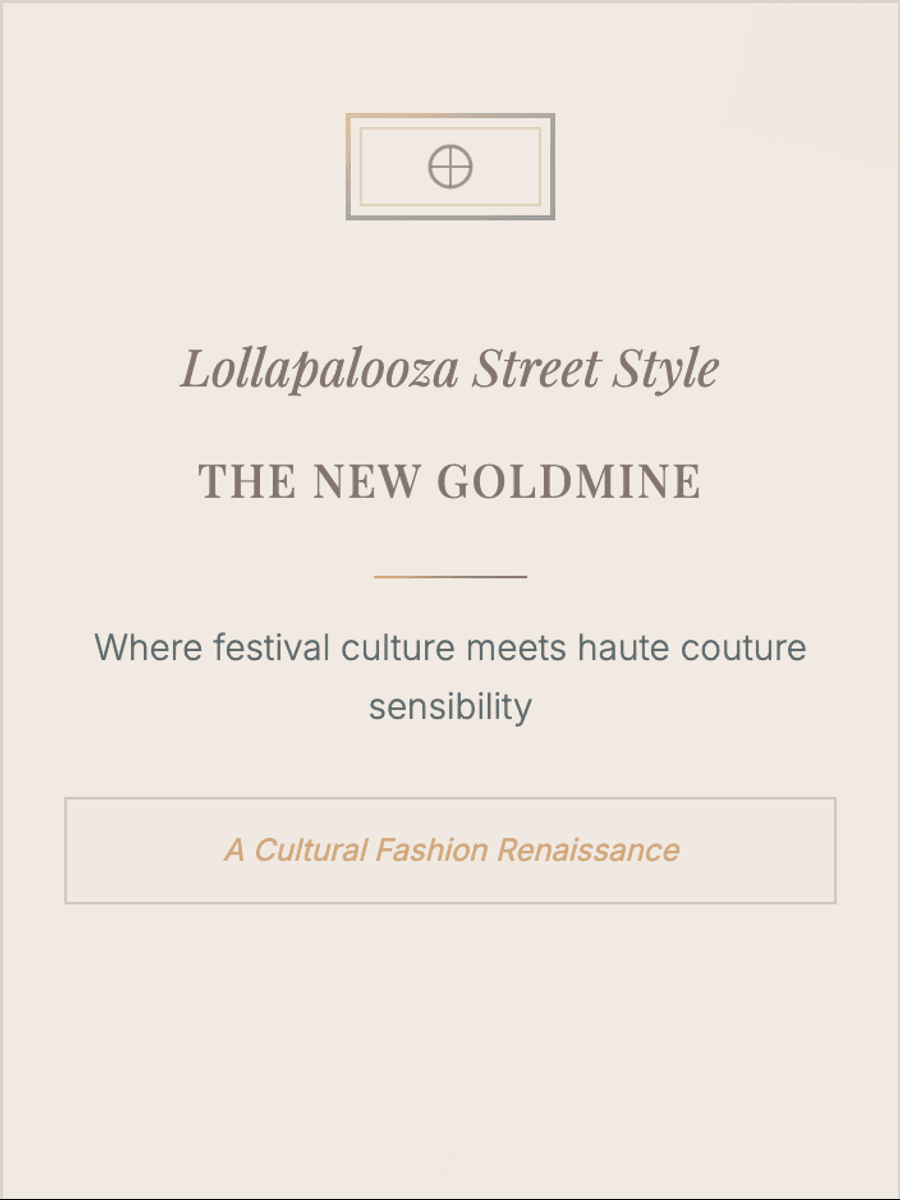 Lollapalooza Street Style
THE NEW GOLDMINE
Where festival culture meets haute couture
sensibility
A Cultural Fashion Renaissance